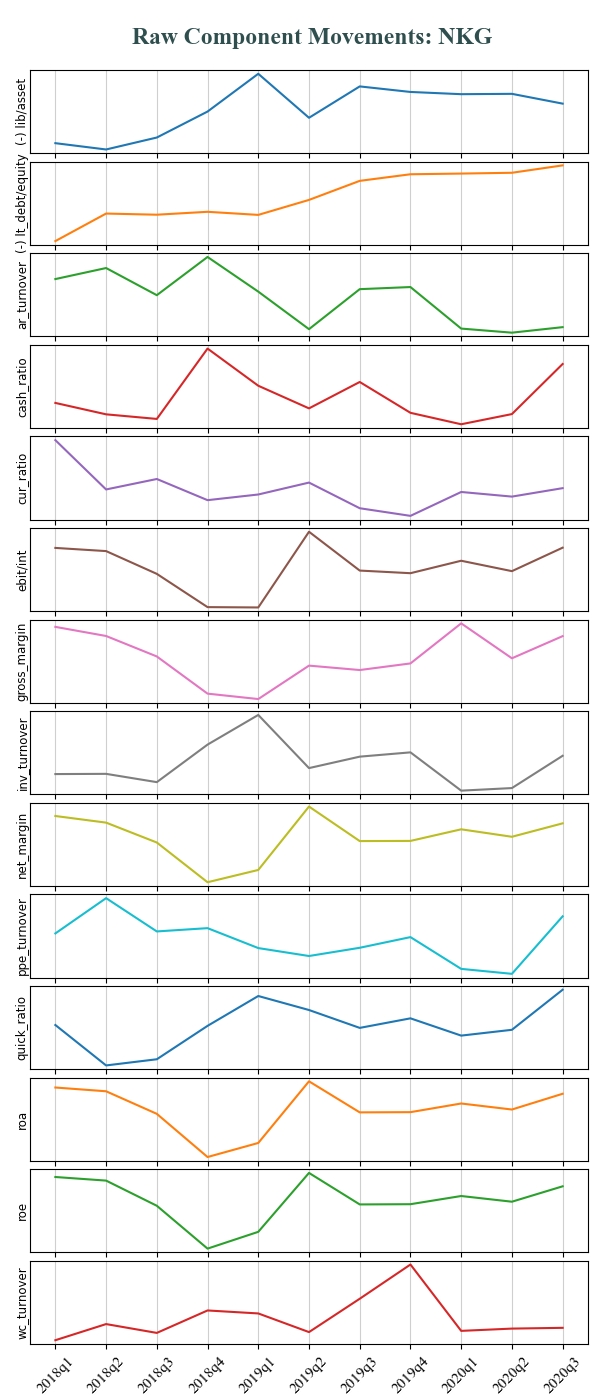 Raw Component Movements: NKG
(-) lib/asset
(-) lt_debt/equity
ar_turnover
cash_ratio
cur_ratio
ebit/int
gross_margin
inv_turnover
net_margin
ppe_turnover
quick_ratio
roa
roe
wc_turnover
2018q1 2018q2 2018q3 2018q4 2019q1 2019q2 2019q3 2019q4 2020q1 2020q2 2020q3